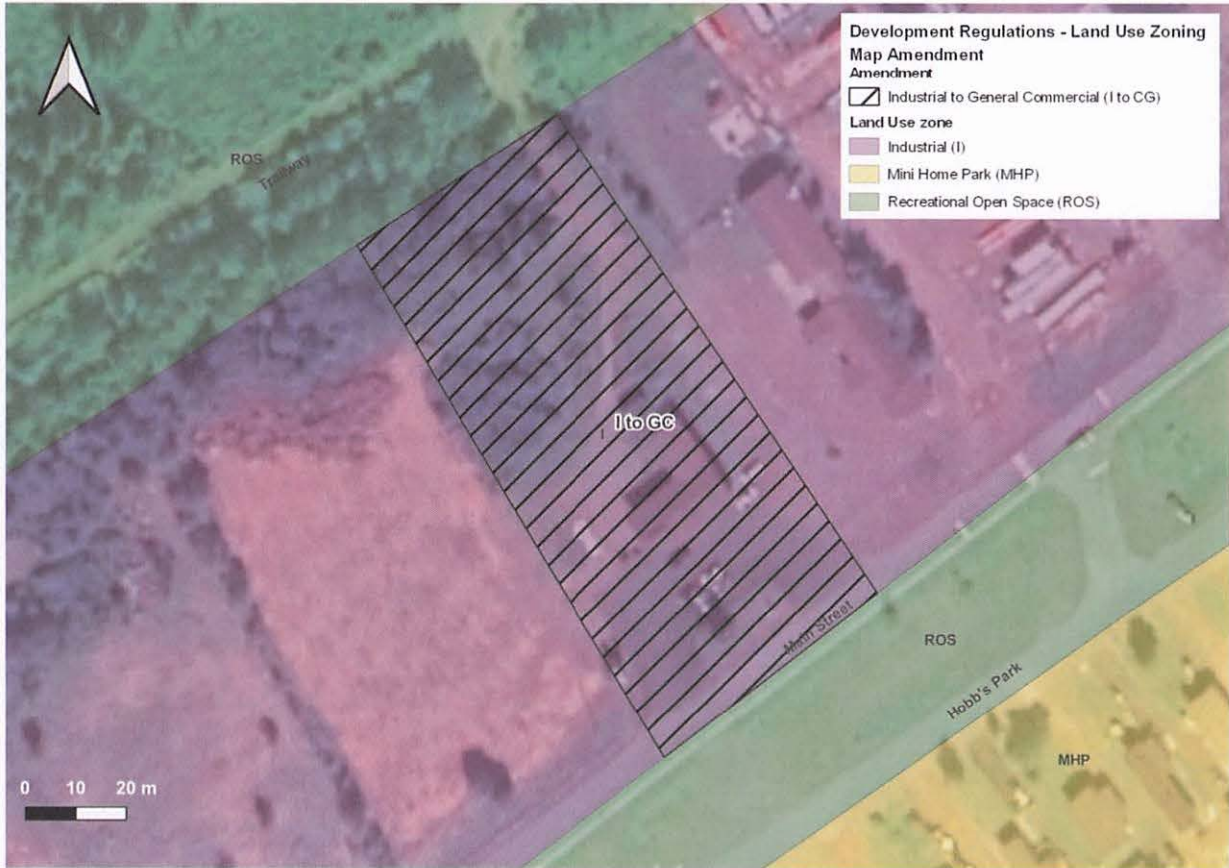 Development Regulations - Land Use Zoning
Map Amendment
Amendment
Industrial to General Commercial (I to CG)
Land Use zone
Industrial (I)
Mini Home Park (MHP)
Recreational Open Space (ROS)
ROS
Trailway
I to GC
I
Main Street
ROS
Hobb's Park
MHP
0 10 20 m